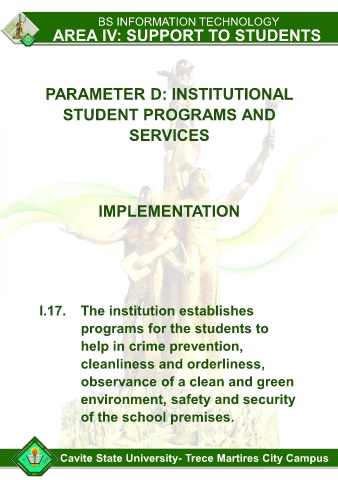 BS INFORMATION TECHNOLOGY
AREA IV: SUPPORT TO STUDENTS
PARAMETER D: INSTITUTIONAL
STUDENT PROGRAMS AND
SERVICES
IMPLEMENTATION
I.17. The institution establishes
programs for the students to
help in crime prevention,
cleanliness and orderliness,
observance of a clean and green
environment, safety and security
of the school premises.
Cavite State University- Trece Martires City Campus